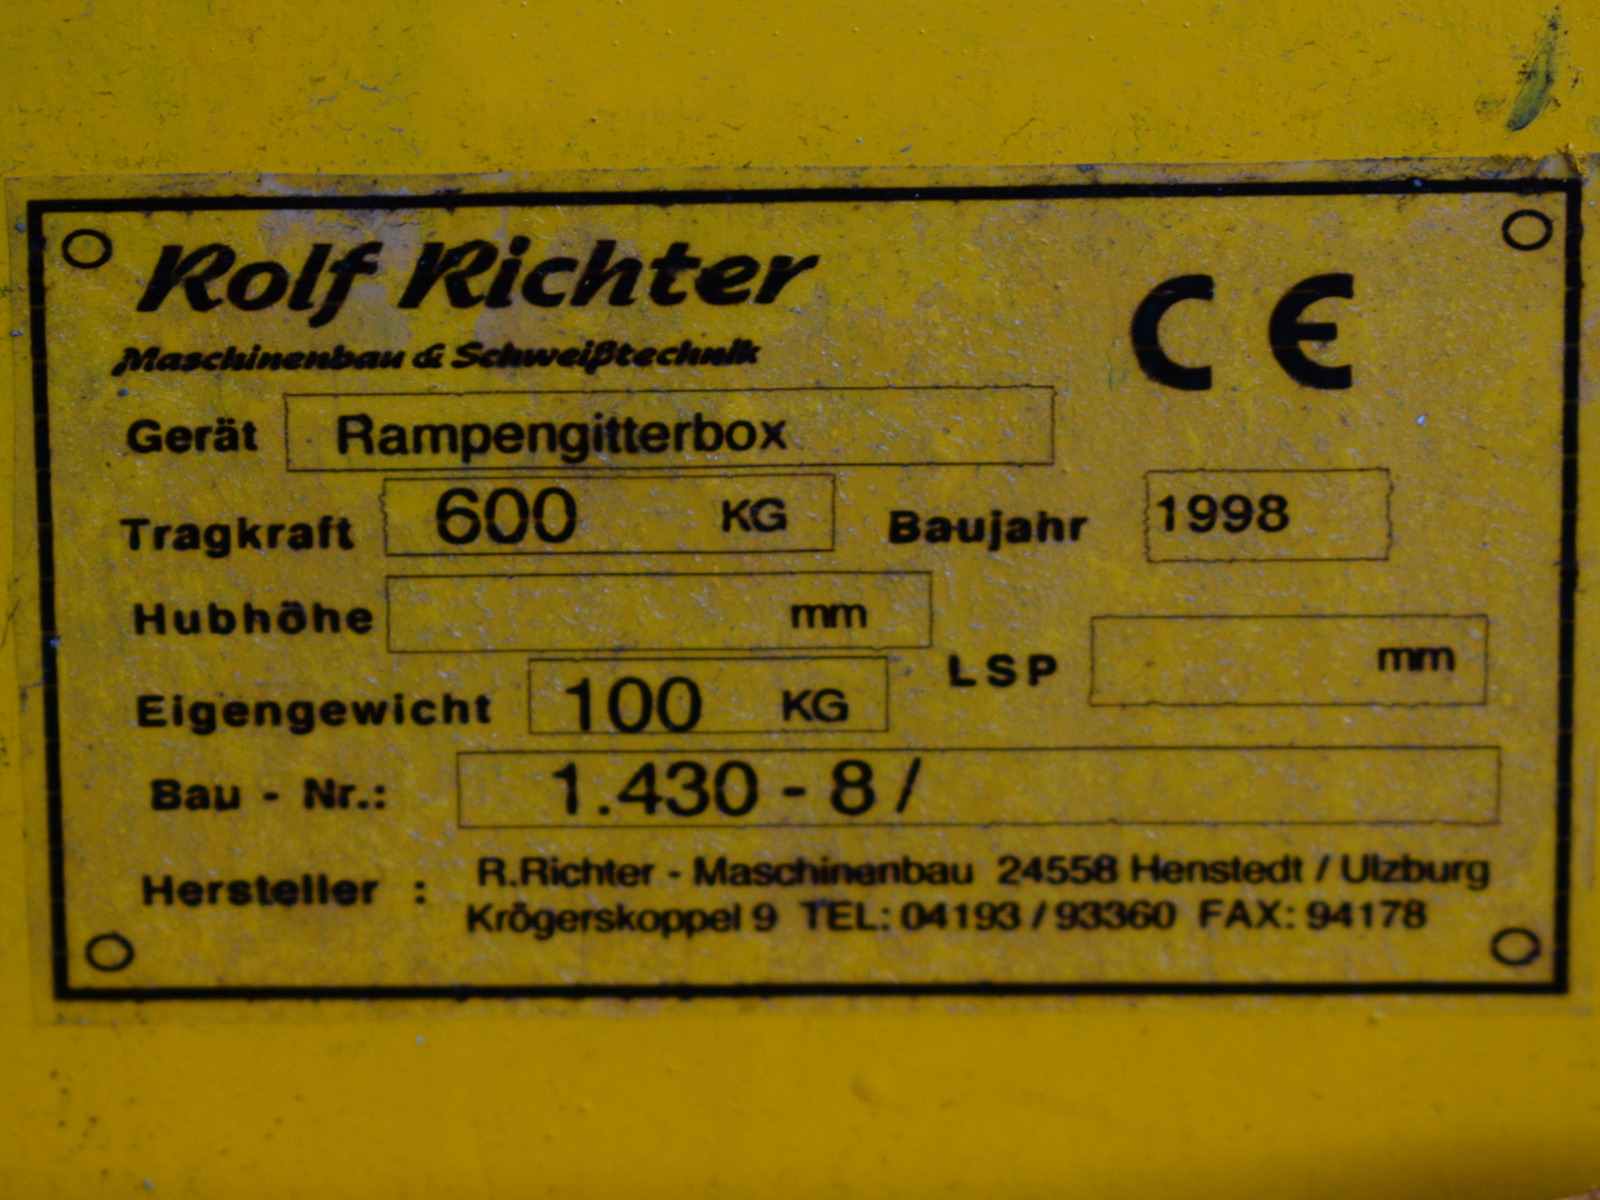 Rolf Richter
Maschinenbau & Schweißtechnik
CE
Gerät Rampengitterbox
Tragkraft 600 KG Baujahr 1998
Hubhöhe mm
LSP mm
Eigengewicht 100 KG
Bau - Nr.: 1.430 - 8 /
Hersteller : R.Richter - Maschinenbau 24558 Henstedt / Ulzburg
Krögerskoppel 9 TEL: 04193 / 93360 FAX: 94178